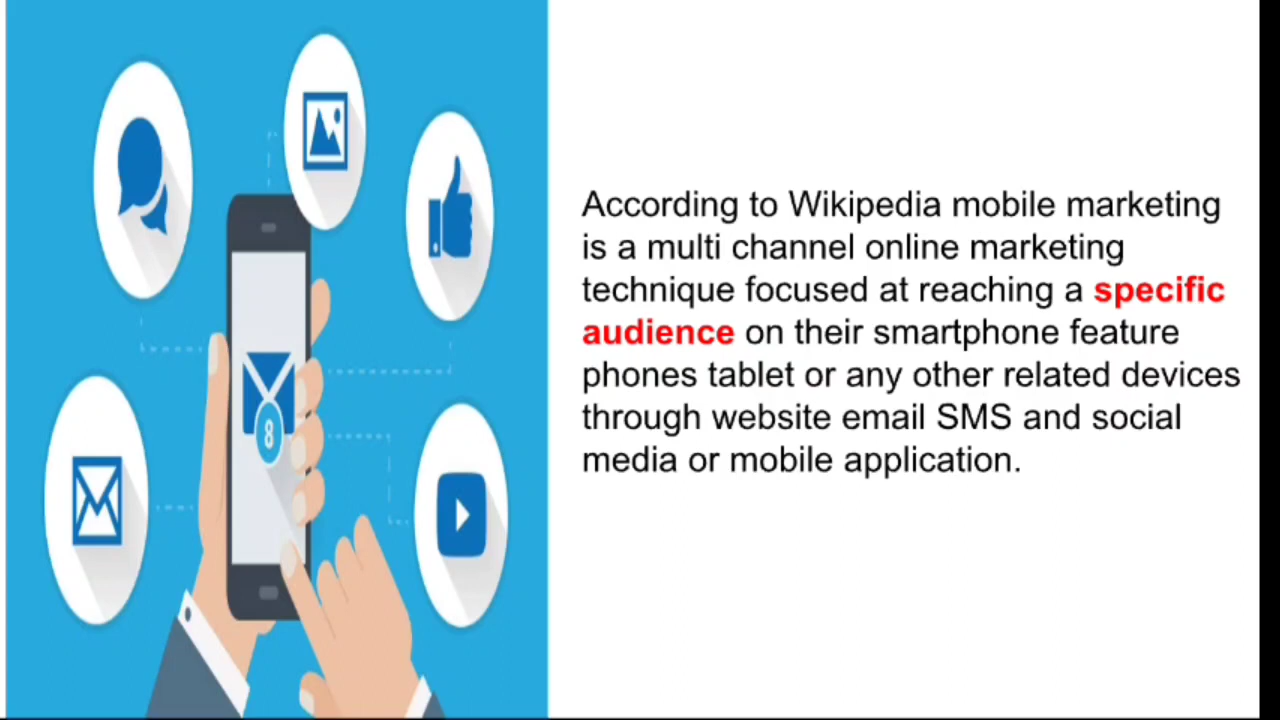 8
According to Wikipedia mobile marketing
is a multi channel online marketing
technique focused at reaching a specific
audience on their smartphone feature
phones tablet or any other related devices
through website email SMS and social
media or mobile application.